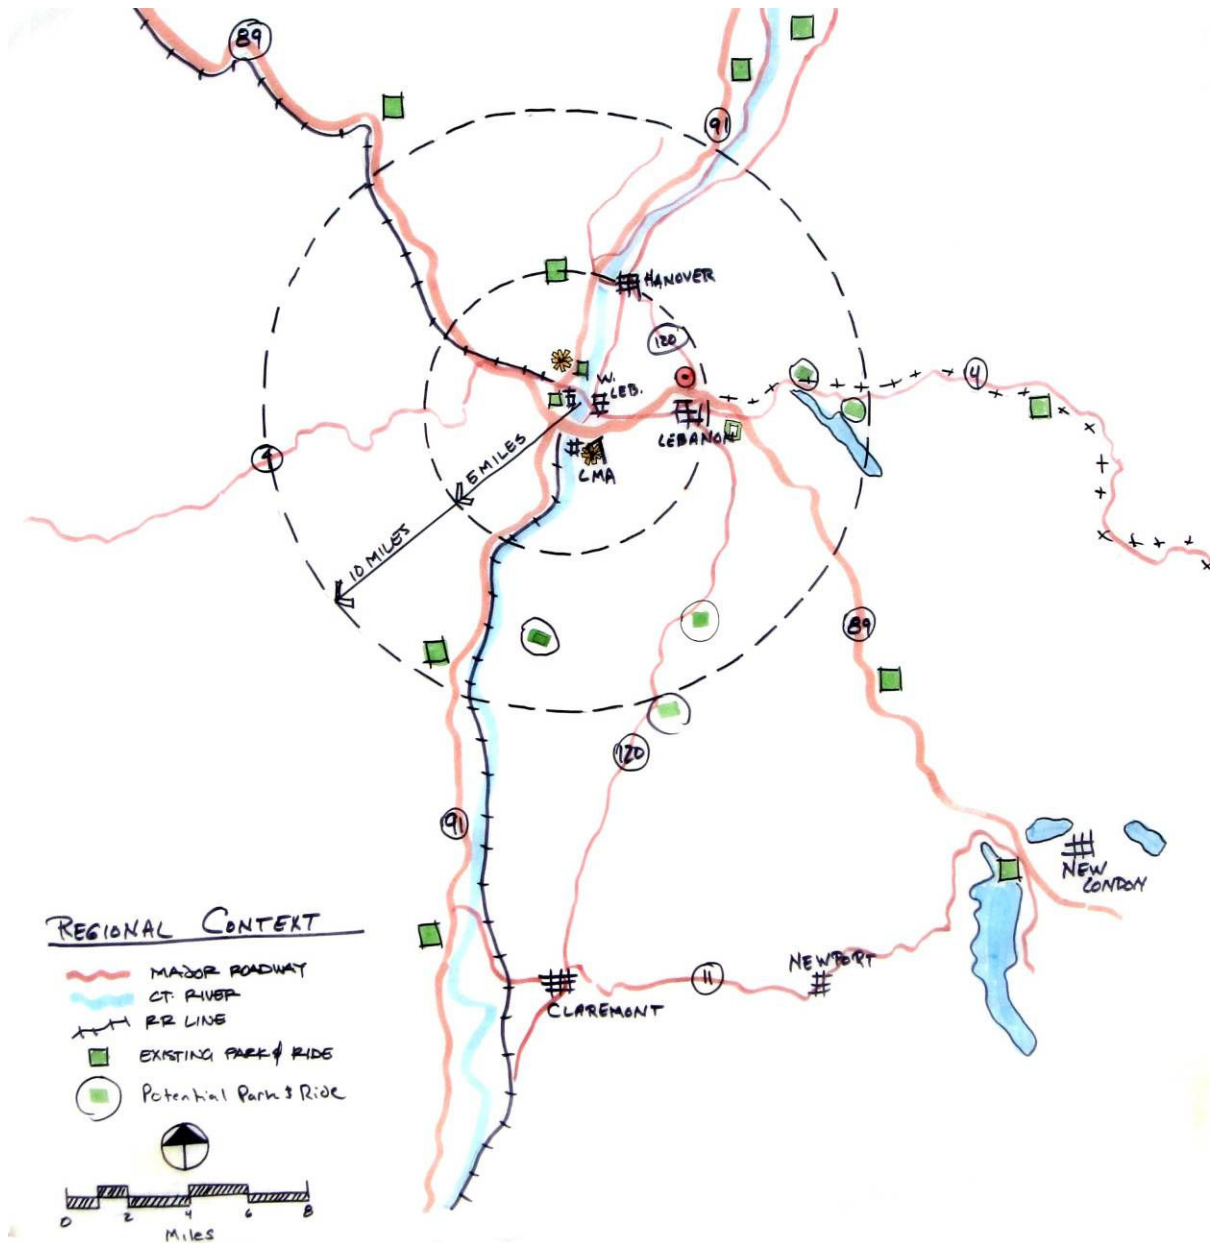 89
91
HANOVER
120
W.
LEB.
4
LEBANON
LMA
5 MILES
4
10 MILES
89
120
91
NEW
LONDON
REGIONAL CONTEXT
MAJOR ROADWAY
CT. RIVER
RR LINE
EXISTING PARK & RIDE
Potential Park & Ride
NEWPORT
11
CLAREMONT
0 2 4 6 8
Miles